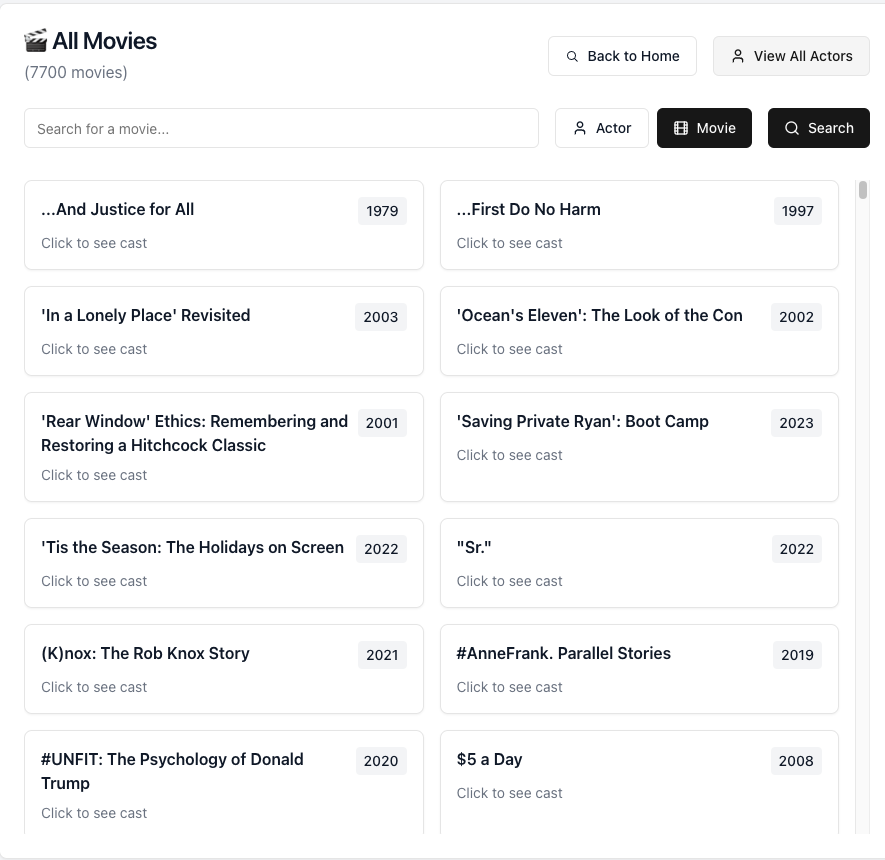 🎬 All Movies
(7700 movies)
Back to Home
View All Actors
Search for a movie...
Actor
Movie
Search
...And Justice for All
1979
Click to see cast
...First Do No Harm
1997
Click to see cast
'In a Lonely Place' Revisited
2003
Click to see cast
'Ocean's Eleven': The Look of the Con
2002
Click to see cast
'Rear Window' Ethics: Remembering and
Restoring a Hitchcock Classic
2001
Click to see cast
'Saving Private Ryan': Boot Camp
2023
Click to see cast
'Tis the Season: The Holidays on Screen
2022
Click to see cast
"Sr."
2022
Click to see cast
(K)nox: The Rob Knox Story
2021
Click to see cast
#AnneFrank. Parallel Stories
2019
Click to see cast
#UNFIT: The Psychology of Donald
Trump
2020
Click to see cast
$5 a Day
2008
Click to see cast